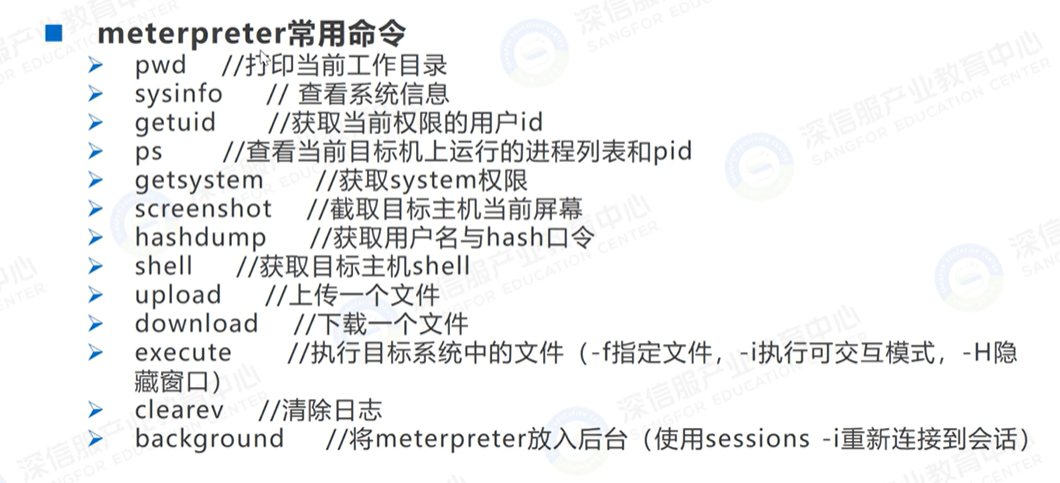 meterpreter常用命令
pwd //打印当前工作目录
sysinfo // 查看系统信息
getuid //获取当前权限的用户id
ps //查看当前目标机上运行的进程列表和pid
getsystem //获取system权限
screenshot //截取目标主机当前屏幕
hashdump //获取用户名与hash口令
shell //获取目标主机shell
upload //上传一个文件
download //下载一个文件
execute //执行目标系统中的文件（-f指定文件，-i执行可交互模式，-H隐
藏窗口）
clearev //清除日志
background //将meterpreter放入后台（使用sessions -i重新连接到会话）
深信服产业教育中心
SANGFOR EDUCATION CENTER